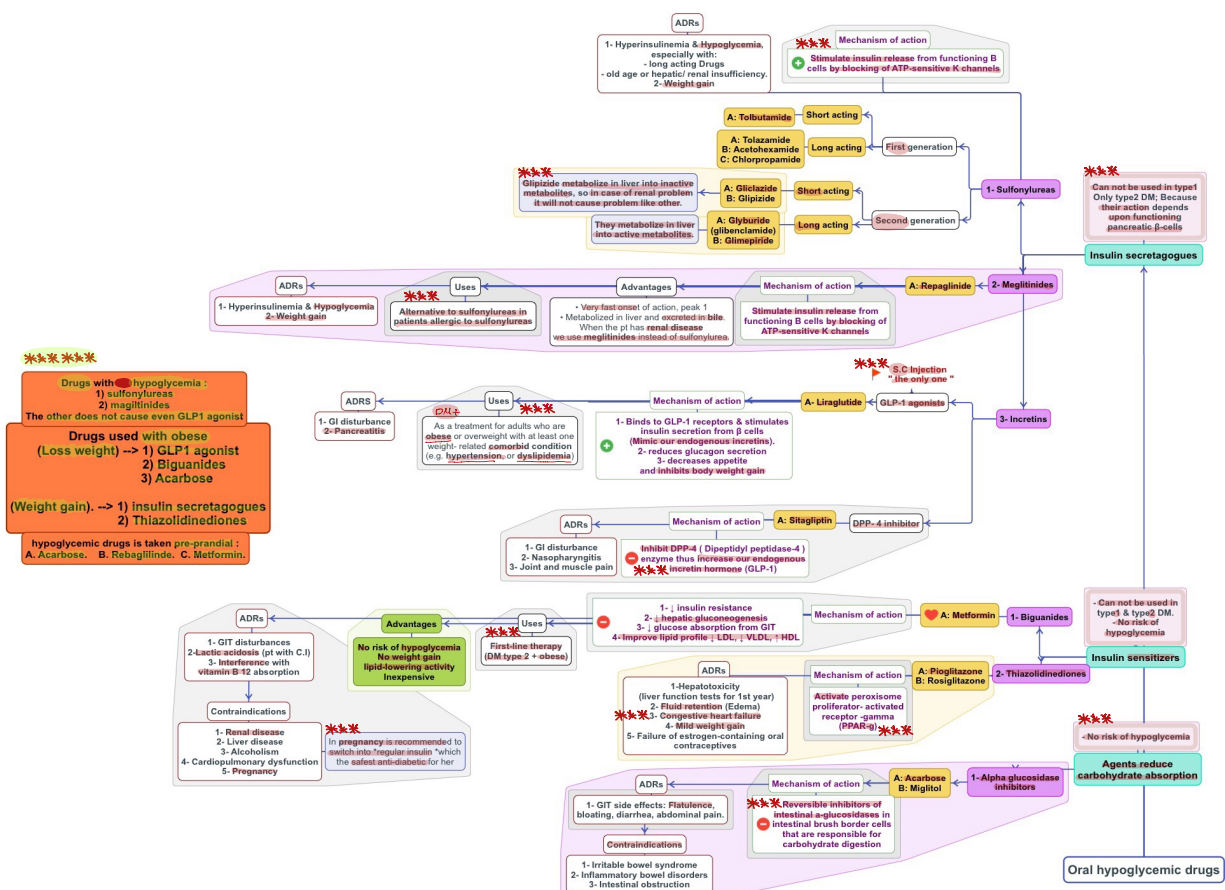 ADRs
1- Hyperinsulinemia & Hypoglycemia,
especially with:
- long acting Drugs
- old age or hepatic/ renal insufficiency.
2- Weight gain
Mechanism of action
Stimulate insulin release from functioning B
cells by blocking of ATP-sensitive K channels
A: Tolbutamide
Short acting
A: Tolazamide
B: Acetohexamide
C: Chlorpropamide
Long acting
First generation
Glipizide metabolize in liver into inactive
metabolites, so in case of renal problem
it will not cause problem like other.
A: Gliclazide
B: Glipizide
Short acting
They metabolize in liver
into active metabolites.
A: Glyburide
(glibenclamide)
B: Glimepiride
Long acting
Second generation
1- Sulfonylureas
Can not be used in type1
Only type2 DM; Because
their action depends
upon functioning
pancreatic β-cells
Insulin secretagogues
ADRs
1- Hyperinsulinemia & Hypoglycemia
2- Weight gain
Uses
Alternative to sulfonylureas in
patients allergic to sulfonylureas
Advantages
• Very fast onset of action, peak 1
• Metabolized in liver and excreted in bile.
When the pt has renal disease
we use meglitinides instead of sulfonylurea
Mechanism of action
Stimulate insulin release from
functioning B cells by blocking of
ATP-sensitive K channels
A: Repaglinide
2- Meglitinides
Drugs with hypoglycemia :
1) sulfonyfureas
2) magiltinides
The other does not cause even GLP1 agonist
Drugs used with obese
(Loss weight) --> 1) GLP1 agonist
2) Biguanides
3) Acarbose
(Weight gain). --> 1) insulin secretagogues
2) Thiazolidinediones
hypoglycemic drugs is taken pre-prandial :
A. Acarbose. B. Rebaglilinde. C. Metformin.
ADRS
1- GI disturbance
2- Pancreatitis
Uses
As a treatment for adults who are
obese or overweight with at least one
weight- related comorbid condition
(e.g. hypertension, or dyslipidemia)
Mechanism of action
1- Binds to GLP-1 receptors & stimulates
insulin secretion from β cells
(Mimic our endogenous incretins).
2- reduces glucagon secretion
3- decreases appetite
and inhibits body weight gain
A- Liraglutide
S.C Injection
" the only one "
GLP-1 agonists
3- Incretins
ADRs
1- GI disturbance
2- Nasopharyngitis
3- Joint and muscle pain
Mechanism of action
Inhibit DPP-4 ( Dipeptidyl peptidase-4 )
enzyme thus increase our endogenous
incretin hormone (GLP-1)
A: Sitagliptin
DPP- 4 inhibitor
ADRs
1- GIT disturbances
2-Lactic acidosis (pt with C.I)
3- Interference with
vitamin B 12 absorption
Contraindications
1- Renal disease
2- Liver disease
3- Alcoholism
4- Cardiopulmonary dysfunction
5- Pregnancy
In pregnancy is recommended to
switch into "regular insulin "which
the safest anti-diabetic for her
Advantages
No risk of hypoglycemia
No weight gain
lipid-lowering activity
Inexpensive
Uses
First-line therapy
(DM type 2 + obese)
1- ↓ insulin resistance
2- ↓ hepatic gluconeogenesis
3- ↓ glucose absorption from GIT
4- Improve lipid profile ↓ LDL, ↓ VLDL, ↑ HDL
Mechanism of action
A: Metformin
1- Biguanides
- Can not be used in
type1 & type2 DM.
- No risk of
hypoglycemia
Insulin sensitizers
ADRs
1-Hepatotoxicity
(liver function tests for 1st year)
2- Fluid retention (Edema)
3- Congestive heart failure
4- Mild weight gain
5- Failure of estrogen-containing oral
contraceptives
Mechanism of action
Activate peroxisome
proliferator- activated
receptor -gamma
(PPAR-g)
A: Pioglitazone
B: Rosiglitazone
2- Thiazolidinediones
- No risk of hypoglycemia
Agents reduce
carbohydrate absorption
ADRs
1- GIT side effects: Flatulence,
bloating, diarrhea, abdominal pain.
Contraindications
1- Irritable bowel syndrome
2- Inflammatory bowel disorders
3- Intestinal obstruction
Mechanism of action
Reversible inhibitors of
intestinal a-glucosidases in
intestinal brush border cells
that are responsible for
carbohydrate digestion
A: Acarbose
B: Miglitol
1- Alpha glucosidase
inhibitors
Oral hypoglycemic drugs